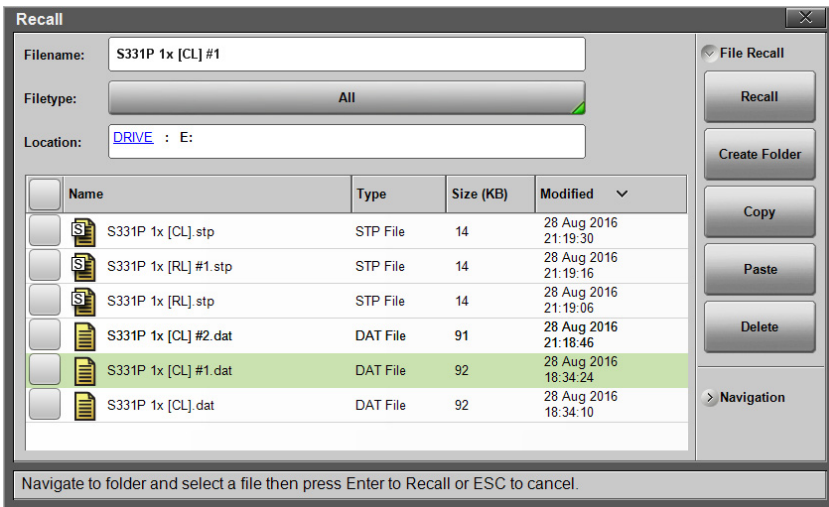 Recall
Filename: S331P 1x [CL] #1
File Recall
Filetype: All
Recall
Location: DRIVE : E:
Create Folder
Name Type Size (KB) Modified
Copy
S S331P 1x [CL].stp STP File 14 28 Aug 2016
21:19:30
S S331P 1x [RL] #1.stp STP File 14 28 Aug 2016
21:19:16
Paste
S S331P 1x [RL].stp STP File 14 28 Aug 2016
21:19:06
Delete
S331P 1x [CL] #2.dat DAT File 91 28 Aug 2016
21:18:46
S331P 1x [CL] #1.dat DAT File 92 28 Aug 2016
18:34:24
S331P 1x [CL].dat DAT File 92 28 Aug 2016
18:34:10
Navigation
Navigate to folder and select a file then press Enter to Recall or ESC to cancel.